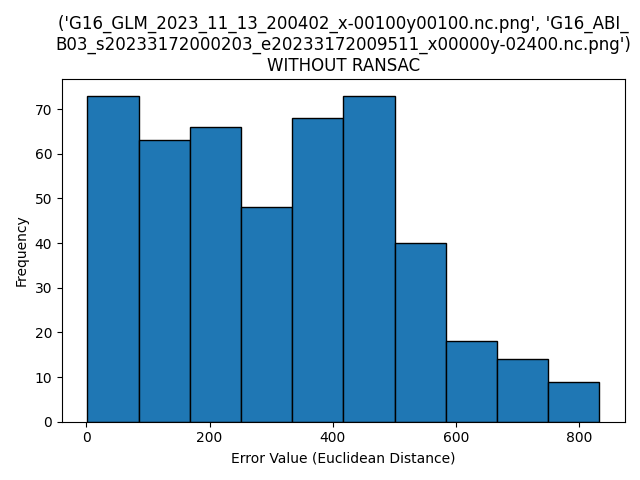 ('G16_GLM_2023_11_13_200402_x-00100y00100.nc.png', 'G16_ABI_
B03_s20233172000203_e20233172009511_x00000y-02400.nc.png')
WITHOUT RANSAC
70
60
50
40
30
20
10
0
Frequency
0 200 400 600 800
Error Value (Euclidean Distance)